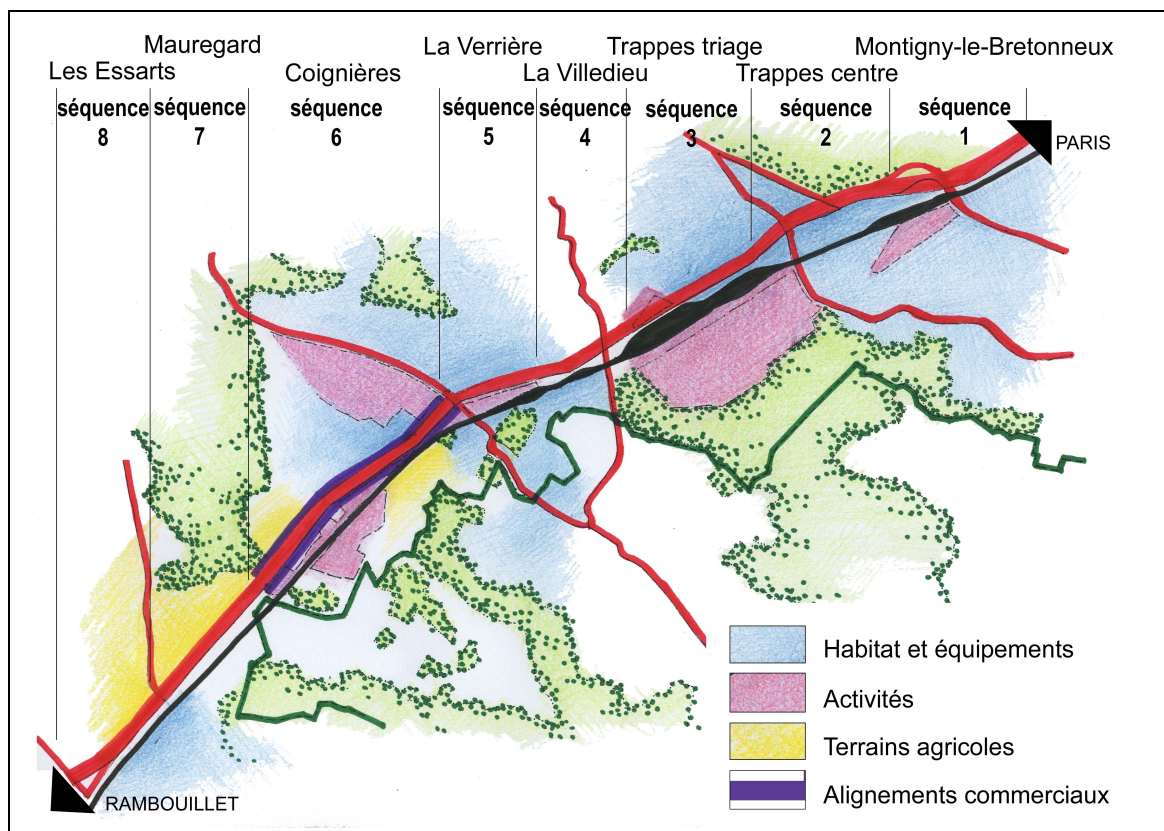 Mauregard
La Verrière
Trappes triage
Montigny-le-Bretonneux
Les Essarts
Coignières
La Villedieu
Trappes centre
séquence 8
séquence 7
séquence 6
séquence 5
séquence 4
séquence 3
séquence 2
séquence 1
PARIS
Habitat et équipements
Activités
Terrains agricoles
Alignements commerciaux
RAMBOUILLET